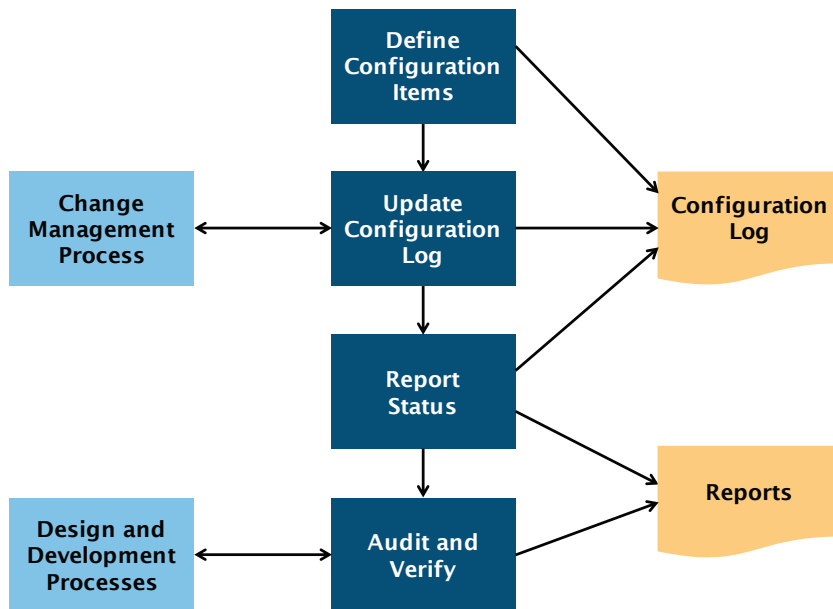 Define
Configuration
Items
Change
Management
Process
Update
Configuration
Log
Configuration
Log
Report
Status
Reports
Design and
Development
Processes
Audit and
Verify